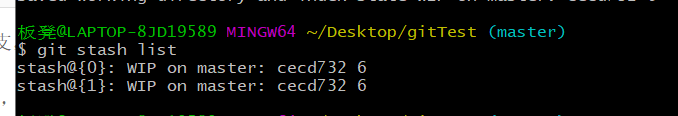 板凳@LAPTOP-8JD19589 MINGW64 ~/Desktop/gitTest (master)
$ git stash list
stash@{0}: WIP on master: cecd732 6
stash@{1}: WIP on master: cecd732 6